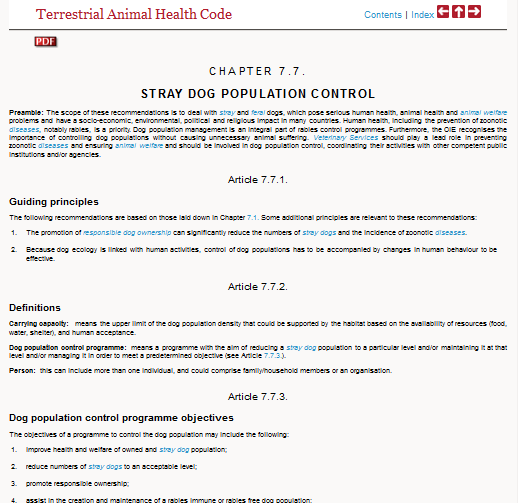 Terrestrial Animal Health Code
Contents | Index
PDF
CHAPTER 7.7.
STRAY DOG POPULATION CONTROL
Preamble: The scope of these recommendations is to deal with stray and feral dogs, which pose serious human health, animal health and animal welfare
problems and have a socio-economic, environmental, political and religious impact in many countries. Human health, including the prevention of zoonotic
diseases, notably rabies, is a priority. Dog population management is an integral part of rabies control programmes. Furthermore, the OIE recognises the
importance of controlling dog populations without causing unnecessary animal suffering. Veterinary Services should play a lead role in preventing
zoonotic diseases and ensuring animal welfare and should be involved in dog population control, coordinating their activities with other competent public
institutions and/or agencies.
Article 7.7.1.
Guiding principles
The following recommendations are based on those laid down in Chapter 7.1. Some additional principles are relevant to these recommendations:
1. The promotion of responsible dog ownership can significantly reduce the numbers of stray dogs and the incidence of zoonotic diseases.
2. Because dog ecology is linked with human activities, control of dog populations has to be accompanied by changes in human behaviour to be
effective.
Article 7.7.2.
Definitions
Carrying capacity: means the upper limit of the dog population density that could be supported by the habitat based on the availability of resources (food,
water, shelter), and human acceptance.
Dog population control programme: means a programme with the aim of reducing a stray dog population to a particular level and/or maintaining it at that
level and/or managing it in order to meet a predetermined objective (see Article 7.7.3.).
Person: this can include more than one individual, and could comprise family/household members or an organisation.
Article 7.7.3.
Dog population control programme objectives
The objectives of a programme to control the dog population may include the following:
1. improve health and welfare of owned and stray dog population;
2. reduce numbers of stray dogs to an acceptable level;
3. promote responsible ownership;
4. assist in the creation and maintenance of a rabies immune or rabies free dog population;